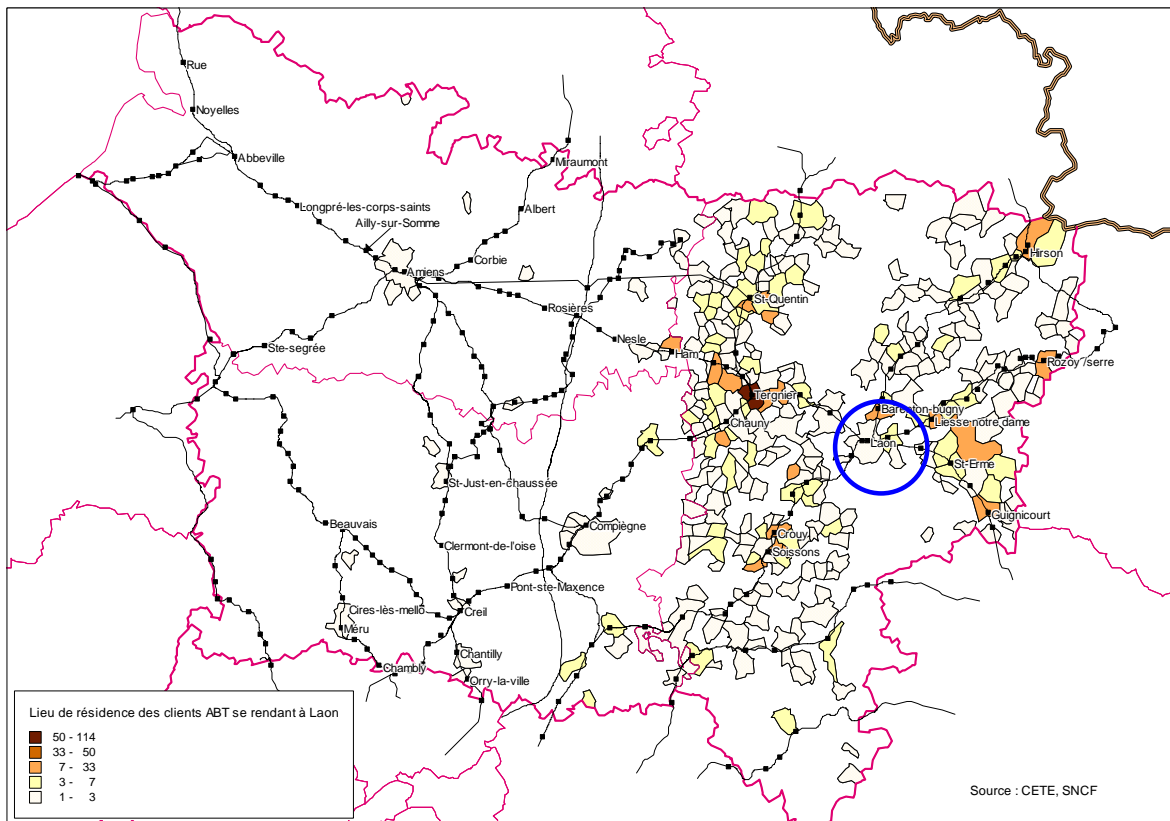 Rue
Noyelles
Abbeville
Miraumont
Longpré-les-corps-saints
Albert
Ailly-sur-Somme
Corbie
Amiens
Hirson
St-Quentin
Rosières
Nesle
Ste-segrée
Ham
Rozoy /serre
Tergnier
Barenton-bugny
Chauny
Liesse-notre dame
Laon
St-Erme
St-Just-en-chaussée
Guignicourt
Beauvais
Compiègne
Crouy
Clermont-de-l'oise
Soissons
Pont-ste-Maxence
Cires-lès-mello
Creil
Méru
Chantilly
Chambly
Orry-la-ville
Lieu de résidence des clients ABT se rendant à Laon
50 - 114
33 - 50
7 - 33
3 - 7
1 - 3
Source : CETE, SNCF